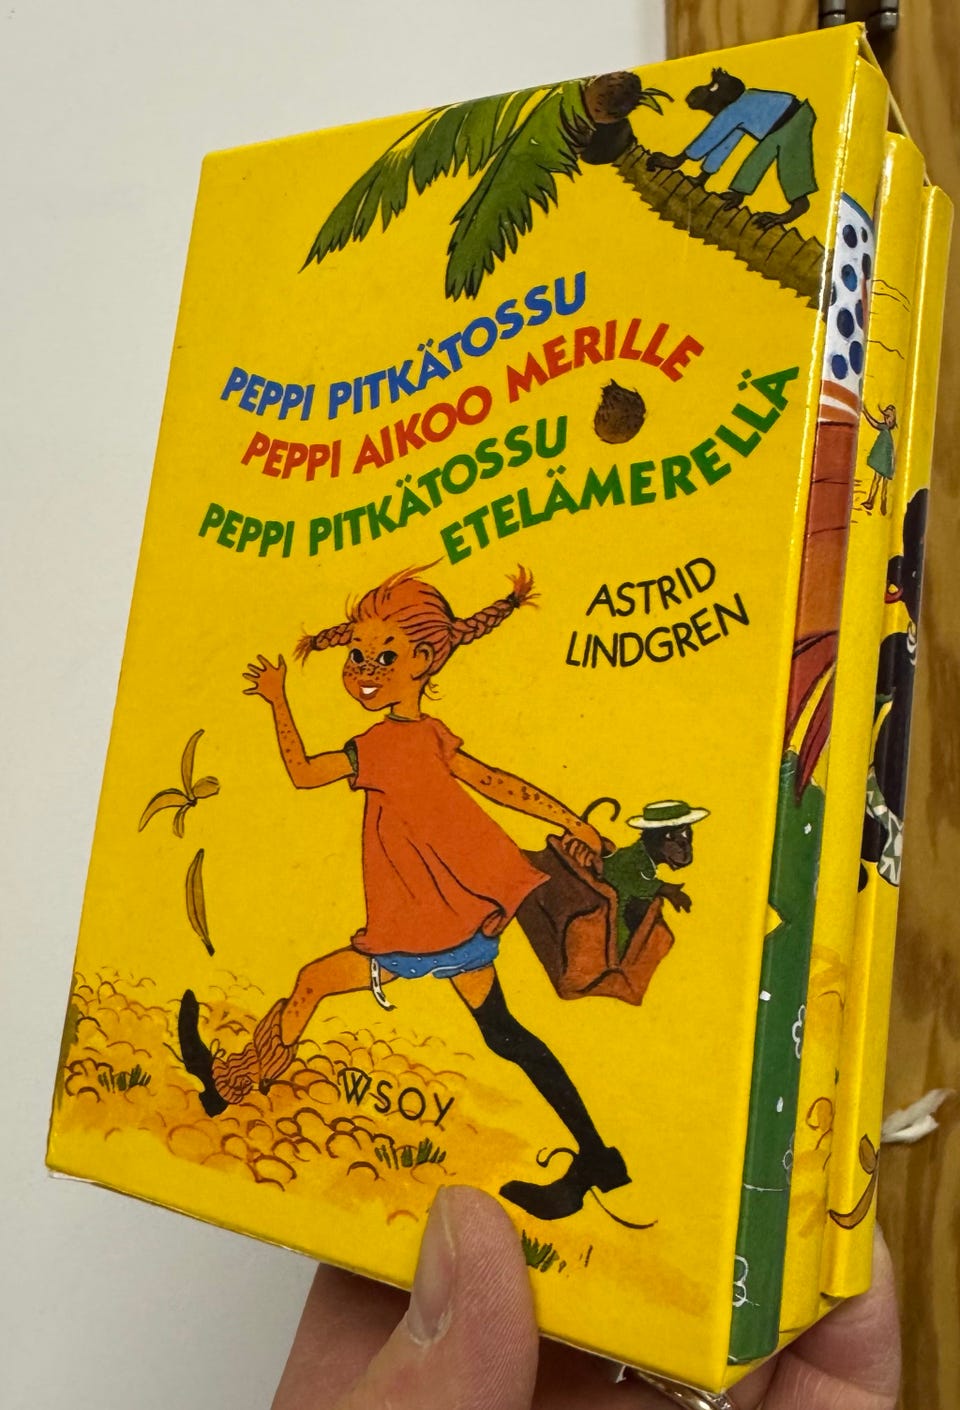 PEPPI PITKÄTOSSU
PEPPI AIKOO MERILLE
PEPPI PITKÄTOSSU
ETELÄMERELLÄ
ASTRID
LINDGREN
WSOY